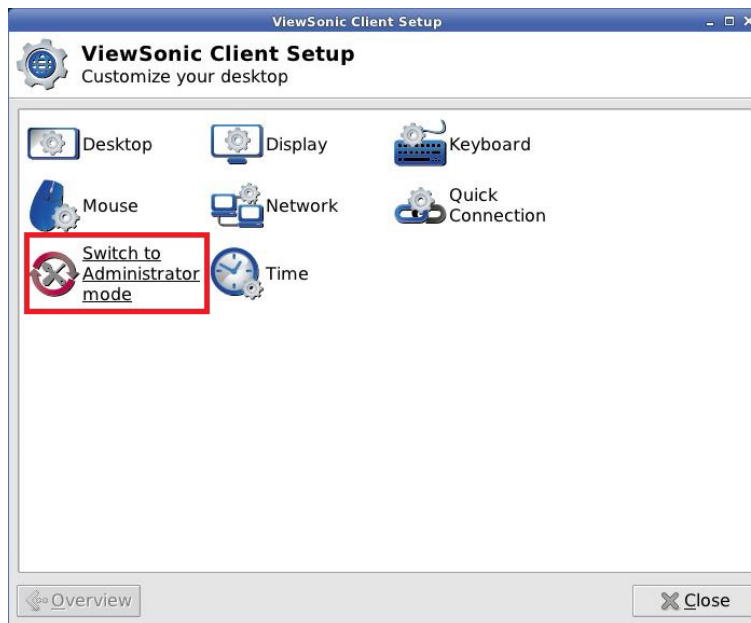 ViewSonic Client Setup
ViewSonic Client Setup
Customize your desktop
Desktop
Display
Keyboard
Mouse
Network
Quick
Connection
Switch to
Administrator
mode
Time
Overview
Close